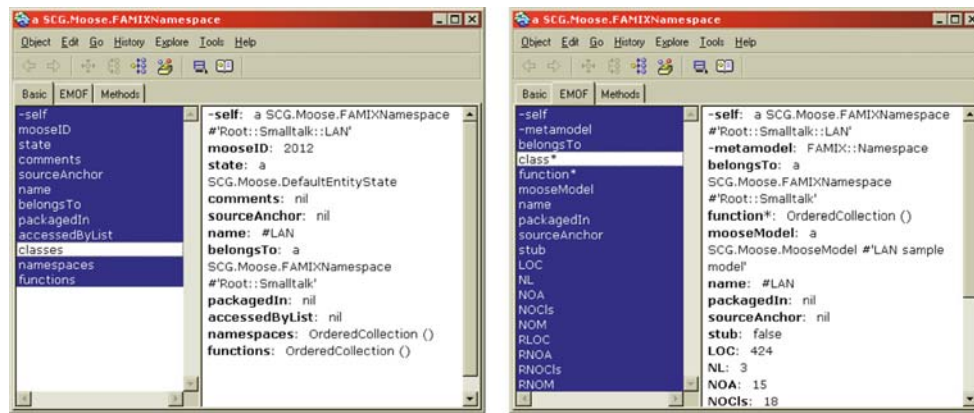 a SCG.Moose.FAMIXNamespace
Object Edit Go History Explore Tools Help
Basic EMOF Methods
-self
mooseID
state
comments
sourceAnchor
name
belongsTo
packagedIn
accessedByList
classes
namespaces
functions
-self: a SCG.Moose.FAMIXNamespace
#'Root::Smalltalk::LAN'
mooseID: 2012
state: a
SCG.Moose.DefaultEntityState
comments: nil
sourceAnchor: nil
name: #LAN
belongsTo: a
SCG.Moose.FAMIXNamespace
#'Root::Smalltalk'
packagedIn: nil
accessedByList: nil
namespaces: OrderedCollection ()
functions: OrderedCollection ()
a SCG.Moose.FAMIXNamespace
Object Edit Go History Explore Tools Help
Basic EMOF Methods
-self
-metamodel
belongsTo
class*
function*
mooseModel
name
packagedIn
sourceAnchor
stub
LOC
NL
NOA
NOCls
NOM
RLOC
RNOA
RNOCls
RNOM
-self: a SCG.Moose.FAMIXNamespace
#'Root::Smalltalk::LAN'
-metamodel: FAMIX::Namespace
belongsTo: a
SCG.Moose.FAMIXNamespace
#'Root::Smalltalk'
function*: OrderedCollection ()
mooseModel: a
SCG.Moose.MooseModel #'LAN sample
model'
name: #LAN
packagedIn: nil
sourceAnchor: nil
stub: false
LOC: 424
NL: 3
NOA: 15
NOCls: 18